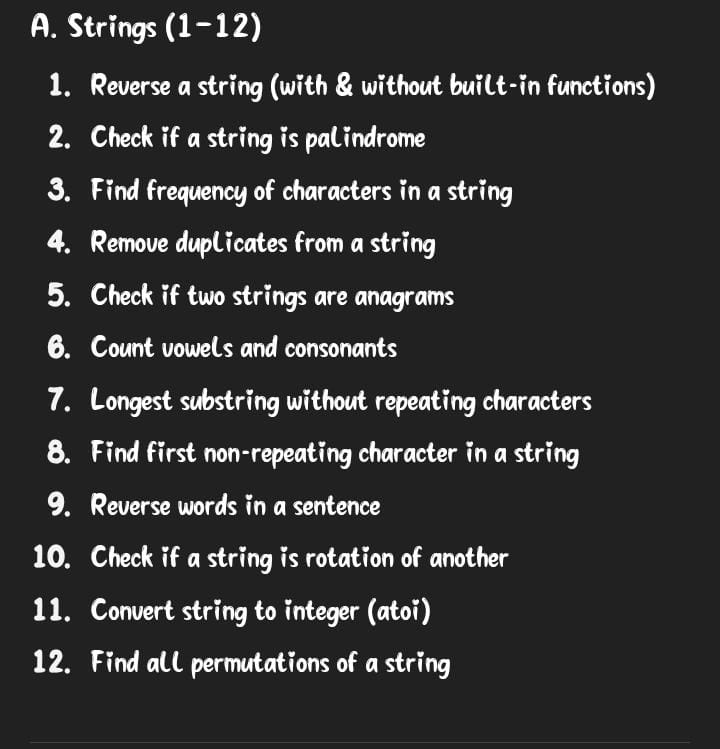 A. Strings (1-12)
1. Reverse a string (with & without built-in functions)
2. Check if a string is palindrome
3. Find frequency of characters in a string
4. Remove duplicates from a string
5. Check if two strings are anagrams
6. Count vowels and consonants
7. Longest substring without repeating characters
8. Find first non-repeating character in a string
9. Reverse words in a sentence
10. Check if a string is rotation of another
11. Convert string to integer (atoi)
12. Find all permutations of a string